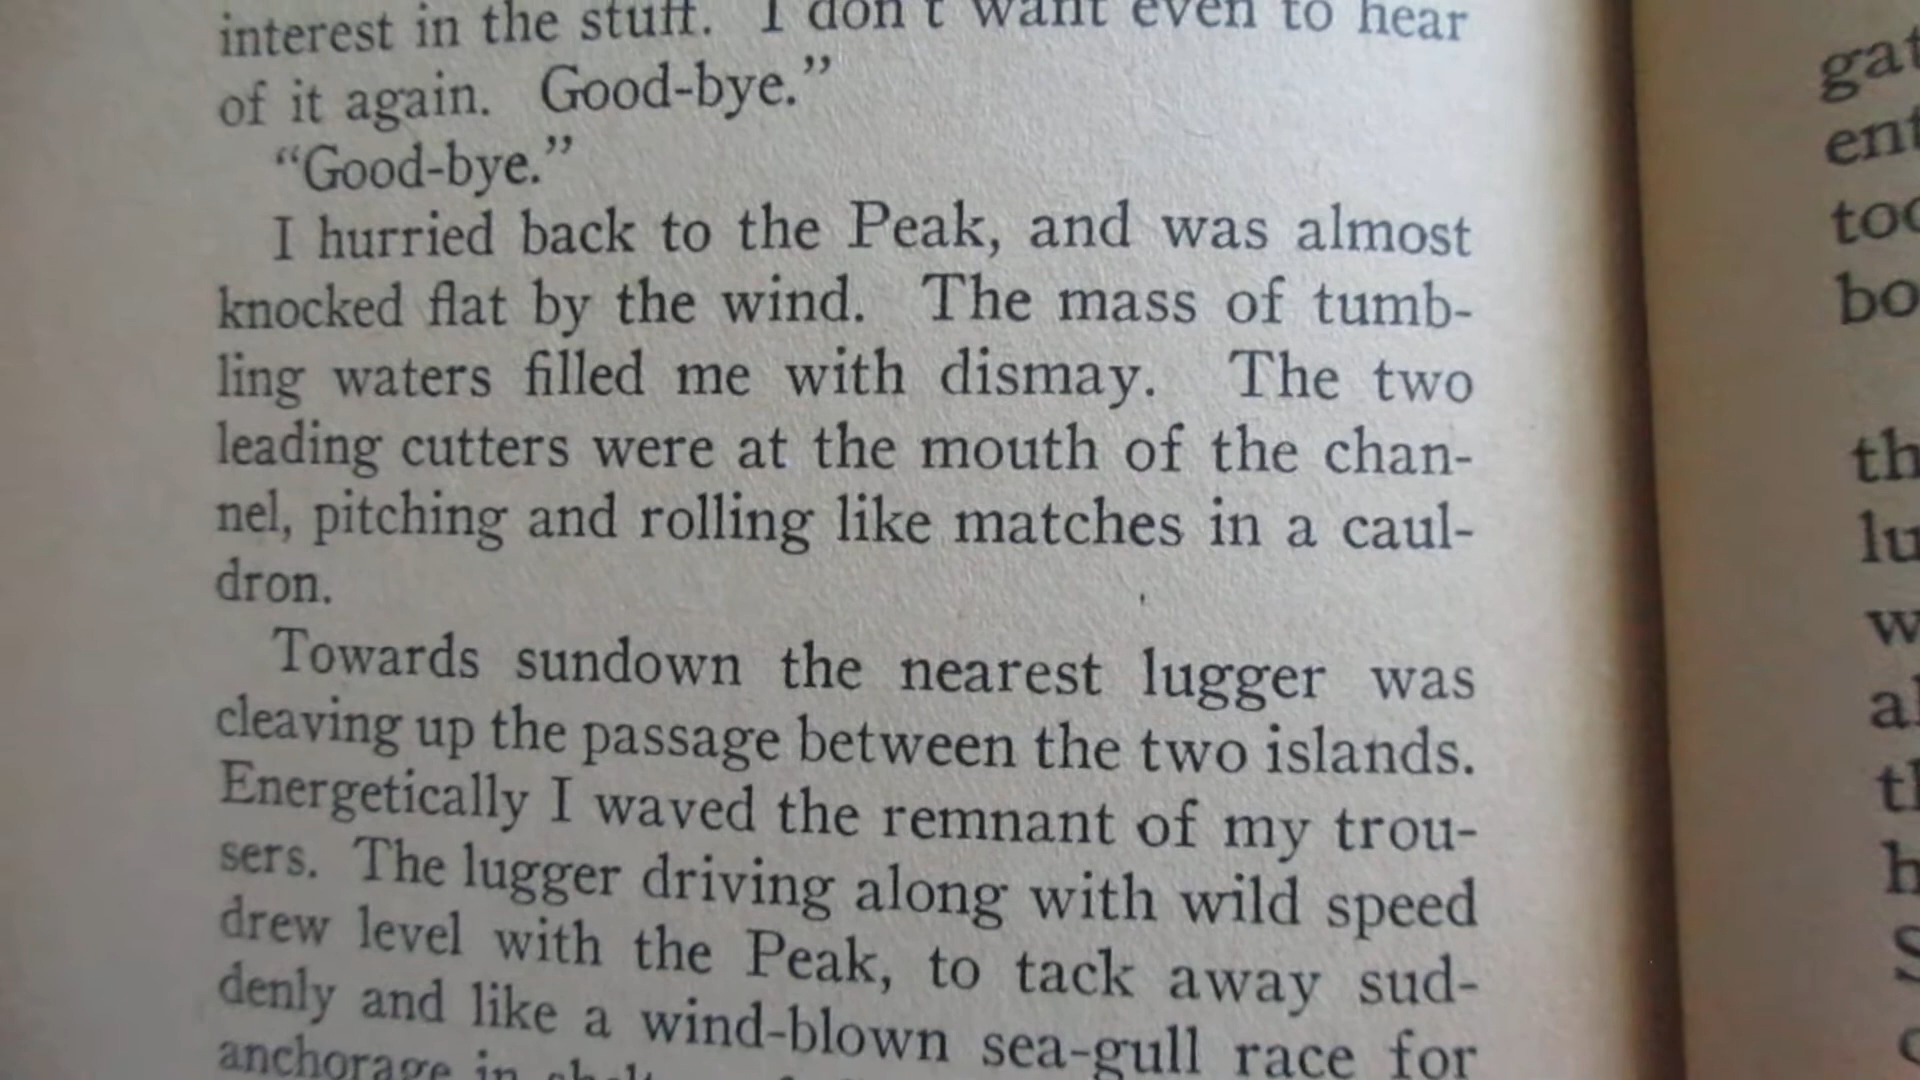 interest in the stuff. I don't want even to hear
of it again. Good-bye.”
“Good-bye.”
I hurried back to the Peak, and was almost
knocked flat by the wind. The mass of tumb-
ling waters filled me with dismay. The two
leading cutters were at the mouth of the chan-
nel, pitching and rolling like matches in a caul-
dron.
Towards sundown the nearest lugger was
cleaving up the passage between the two islands.
Energetically I waved the remnant of my trou-
sers. The lugger driving along with wild speed
drew level with the Peak, to tack away sud-
denly and like a wind-blown sea-gull race for
anchorage in